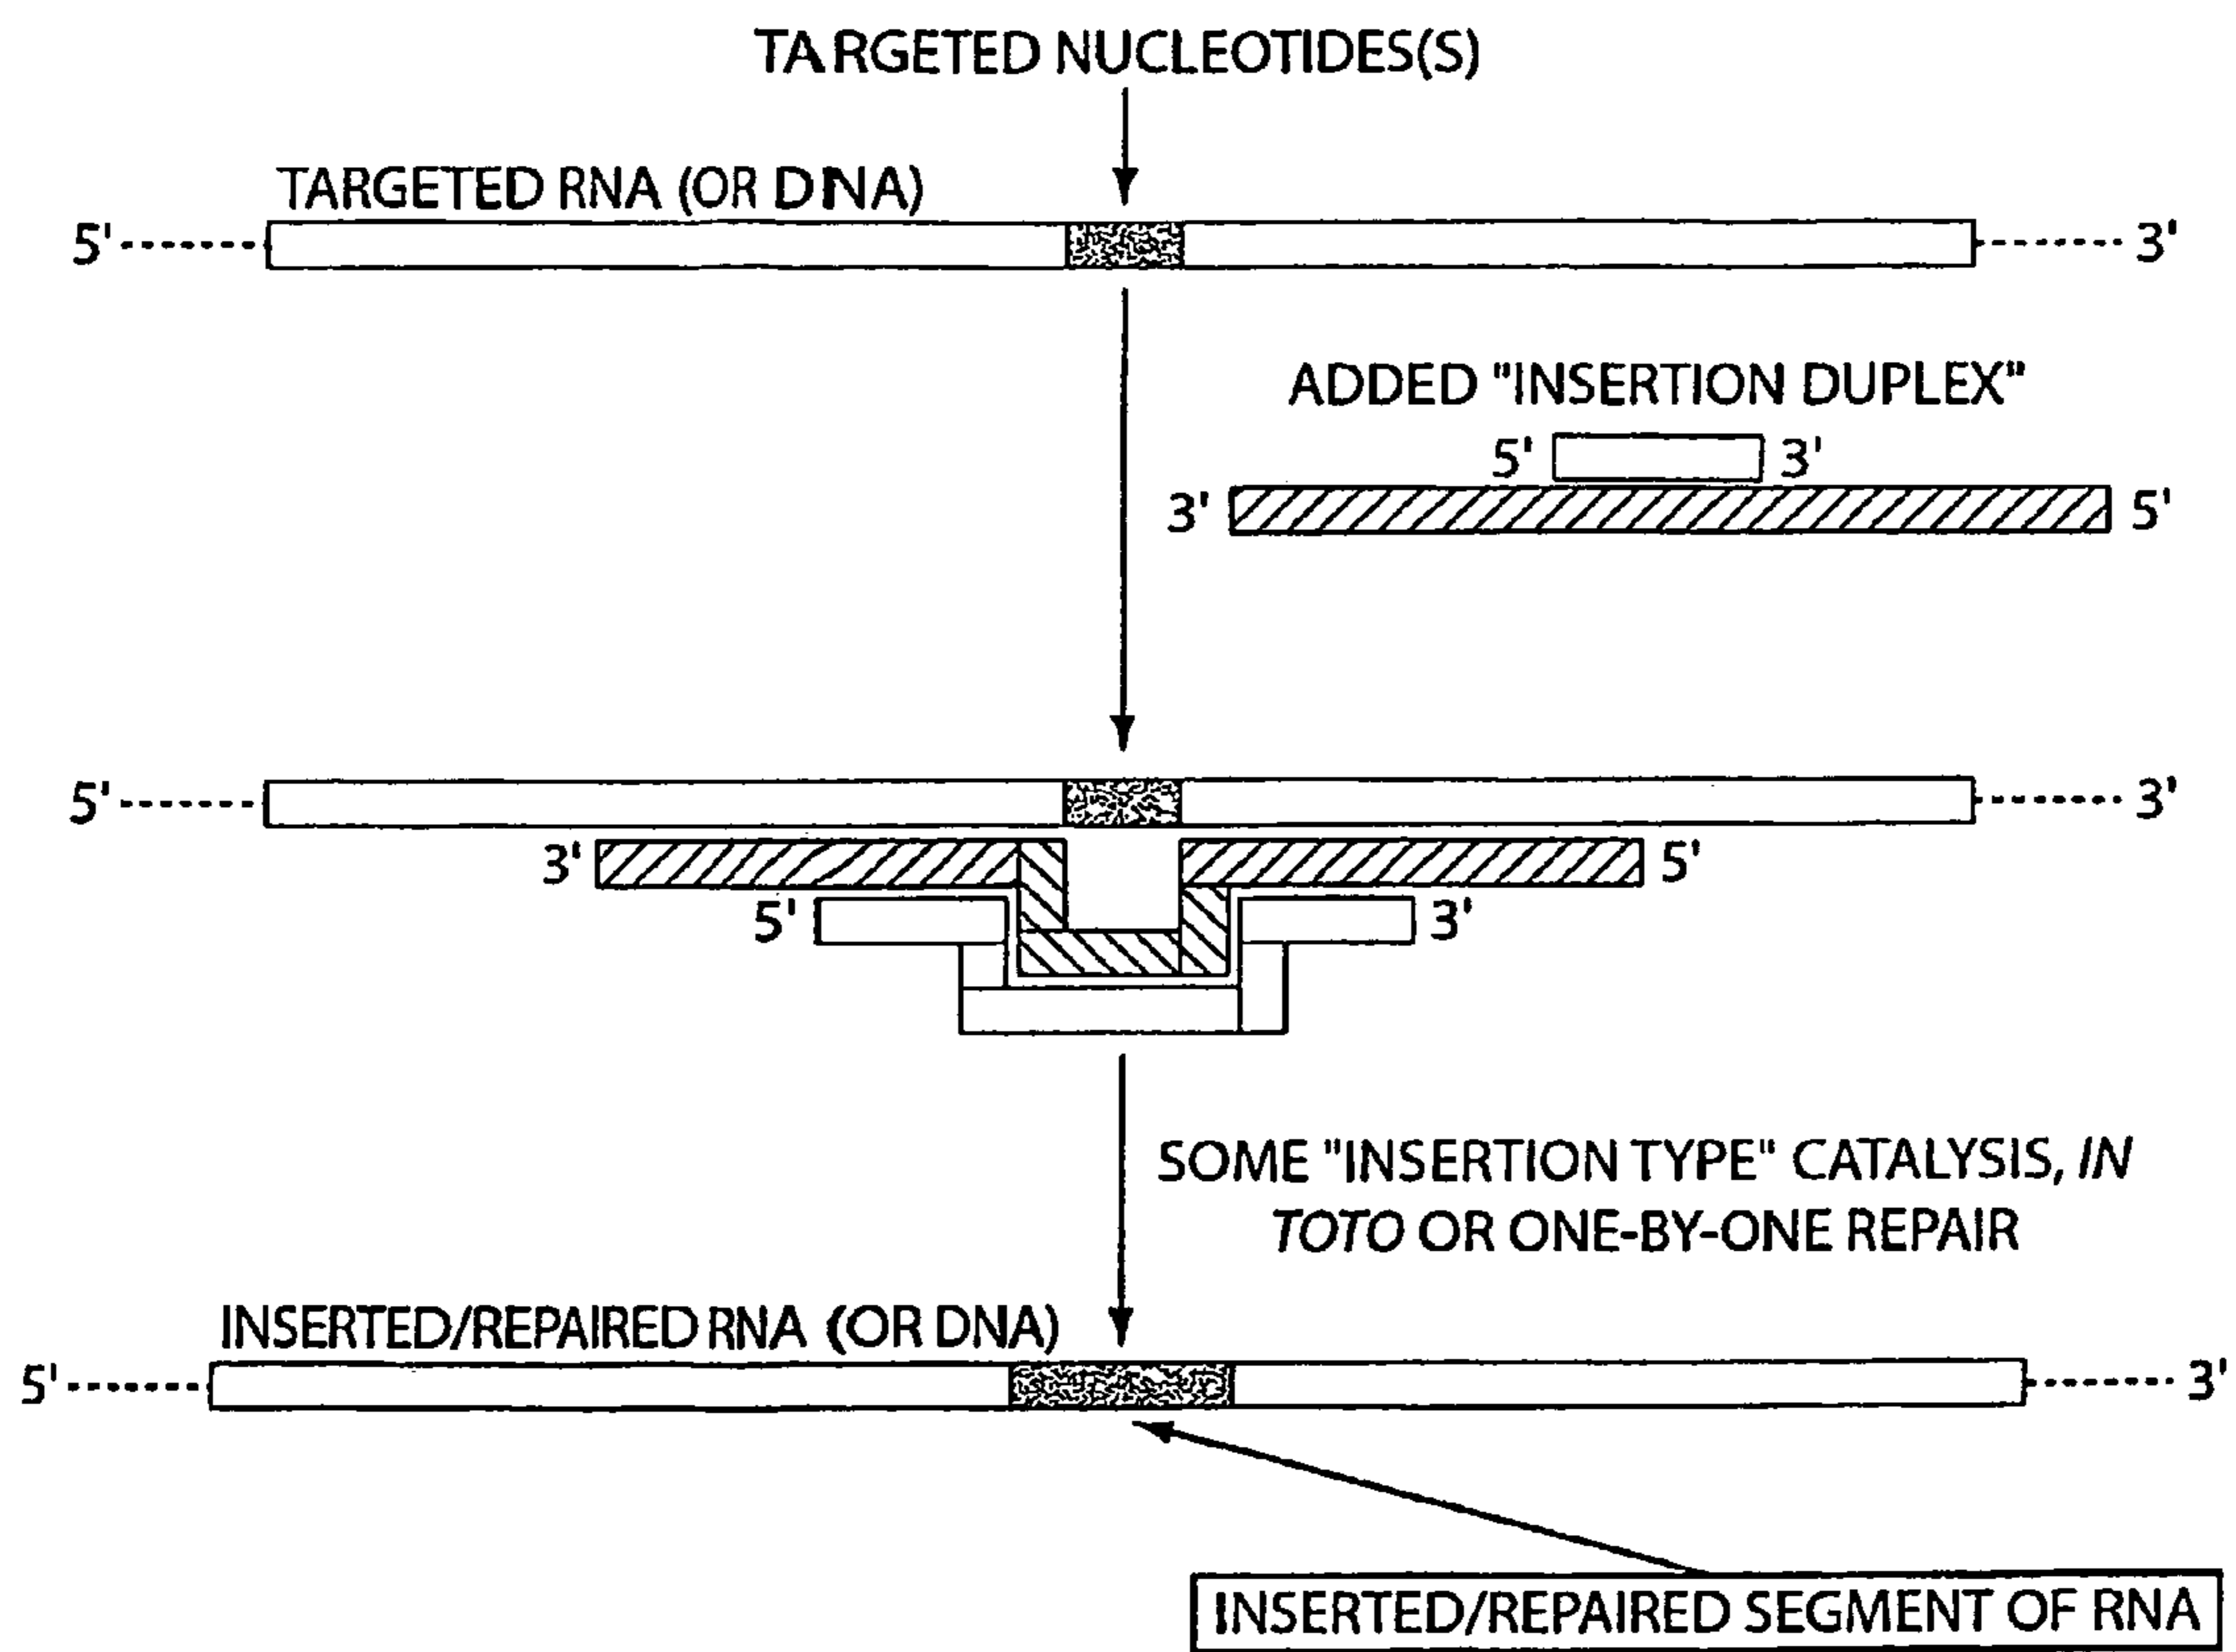 TARGETED NUCLEOTIDES(S)
TARGETED RNA (OR DNA)
5' 3'
ADDED "INSERTION DUPLEX"
5' 3'
3' 5'
5' 3'
3' 5'
5' 3'
SOME "INSERTION TYPE" CATALYSIS, IN
TOTO OR ONE-BY-ONE REPAIR
INSERTED/REPAIRED RNA (OR DNA)
5' 3'
INSERTED/REPAIRED SEGMENT OF RNA